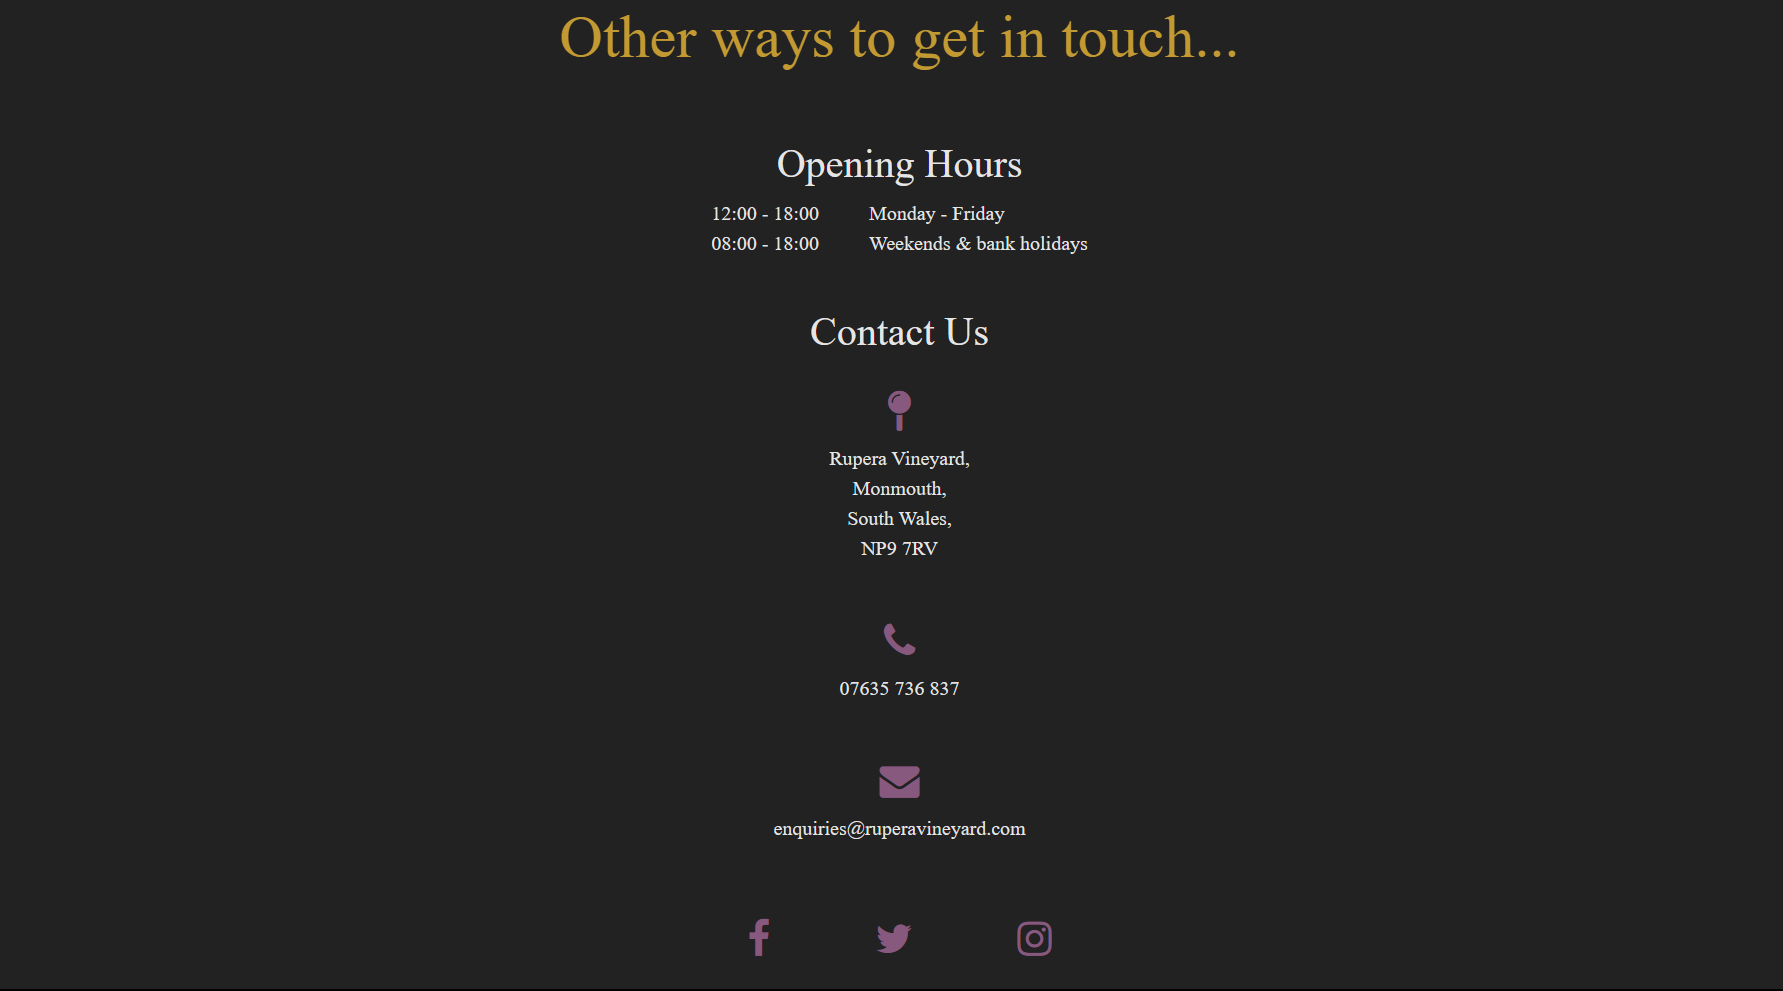 Other ways to get in touch...
Opening Hours
12:00 - 18:00 Monday - Friday
08:00 - 18:00 Weekends & bank holidays
Contact Us
Rupera Vineyard,
Monmouth,
South Wales,
NP9 7RV
07635 736 837
enquiries@ruperavineyard.com